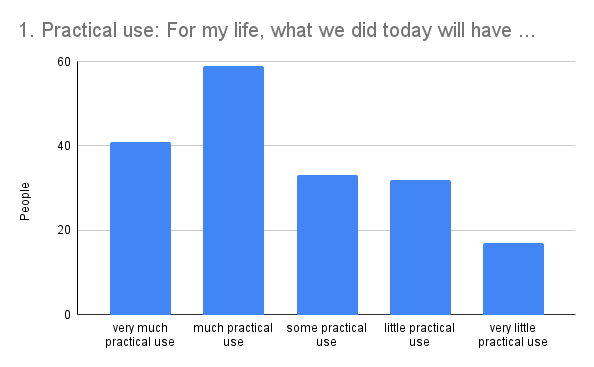 1. Practical use: For my life, what we did today will have ...
60
40
20
0
People
very much
practical use
much practical
use
some practical
use
little practical
use
very little
practical use